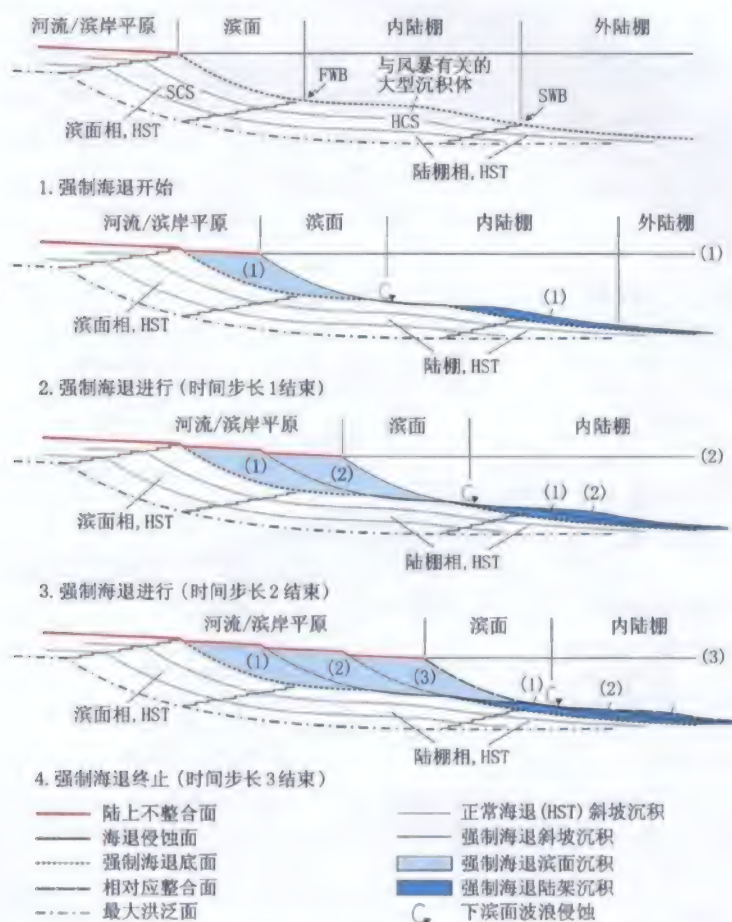 河流/滨岸平原 滨面 内陆棚 外陆棚
FWB 与风暴有关的
大型沉积体
SCS SWB
滨面相,HST HCS
陆棚相,HST
1.强制海退开始
河流/滨岸平原 滨面 内陆棚 外陆棚
(1)
(1) (1)
滨面相,HST
陆棚,HST
2.强制海退进行(时间步长1结束)
河流/滨岸平原 滨面 内陆棚
(2)
(1) (2) (1) (2)
滨面相,HST
陆棚相,HST
3.强制海退进行(时间步长2结束)
河流/滨岸平原 滨面 内陆棚
(3)
(1) (2) (3) (1) (2)
滨面相,HST
陆棚相,HST
4.强制海退终止(时间步长3结束)
陆上不整合面 正常海退(HST)斜坡沉积
海退侵蚀面 强制海退斜坡沉积
强制海退底面 强制海退滨面沉积
相对应整合面 强制海退陆架沉积
最大洪泛面 下滨面波浪侵蚀